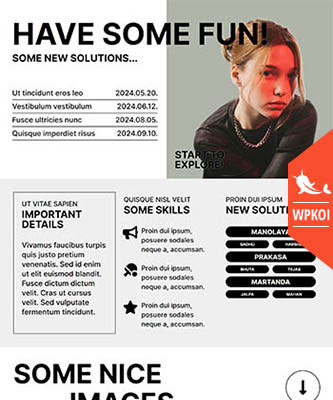 HAVE SOME FUN!
SOME NEW SOLUTIONS...
Ut tincidunt eros leo 2024.05.20.
Vestibulum vestibulum 2024.06.12.
Fusce ultricies nunc 2024.08.05.
Quisque imperdiet risus 2024.09.10.
START TO
EXPLORE!
WPKOI
UT VITAE SAPIEN
IMPORTANT
DETAILS
Vivamus faucibus turpis
quis justo pretium
venenatis. Sed id enim
ut elit euismod blandit.
Fusce dictum dictum
velit. Cras ut cursus
velit. Sed vulputate
fermentum tincidunt.
QUISQUE NISL VELIT
SOME SKILLS
Proin dui ipsum,
posuere sodales
neque a, accumsan.
Proin dui ipsum,
posuere sodales
neque a, accumsan.
Proin dui ipsum,
posuere sodales
neque a, accumsan.
PROIN DUI IPSUM
NEW SOLUTI
MANOLAYA
SADHU
PRAKASA
BHUTA TEJAS
MARTANDA
JALPA MAHAN
SOME NICE
IMAGES